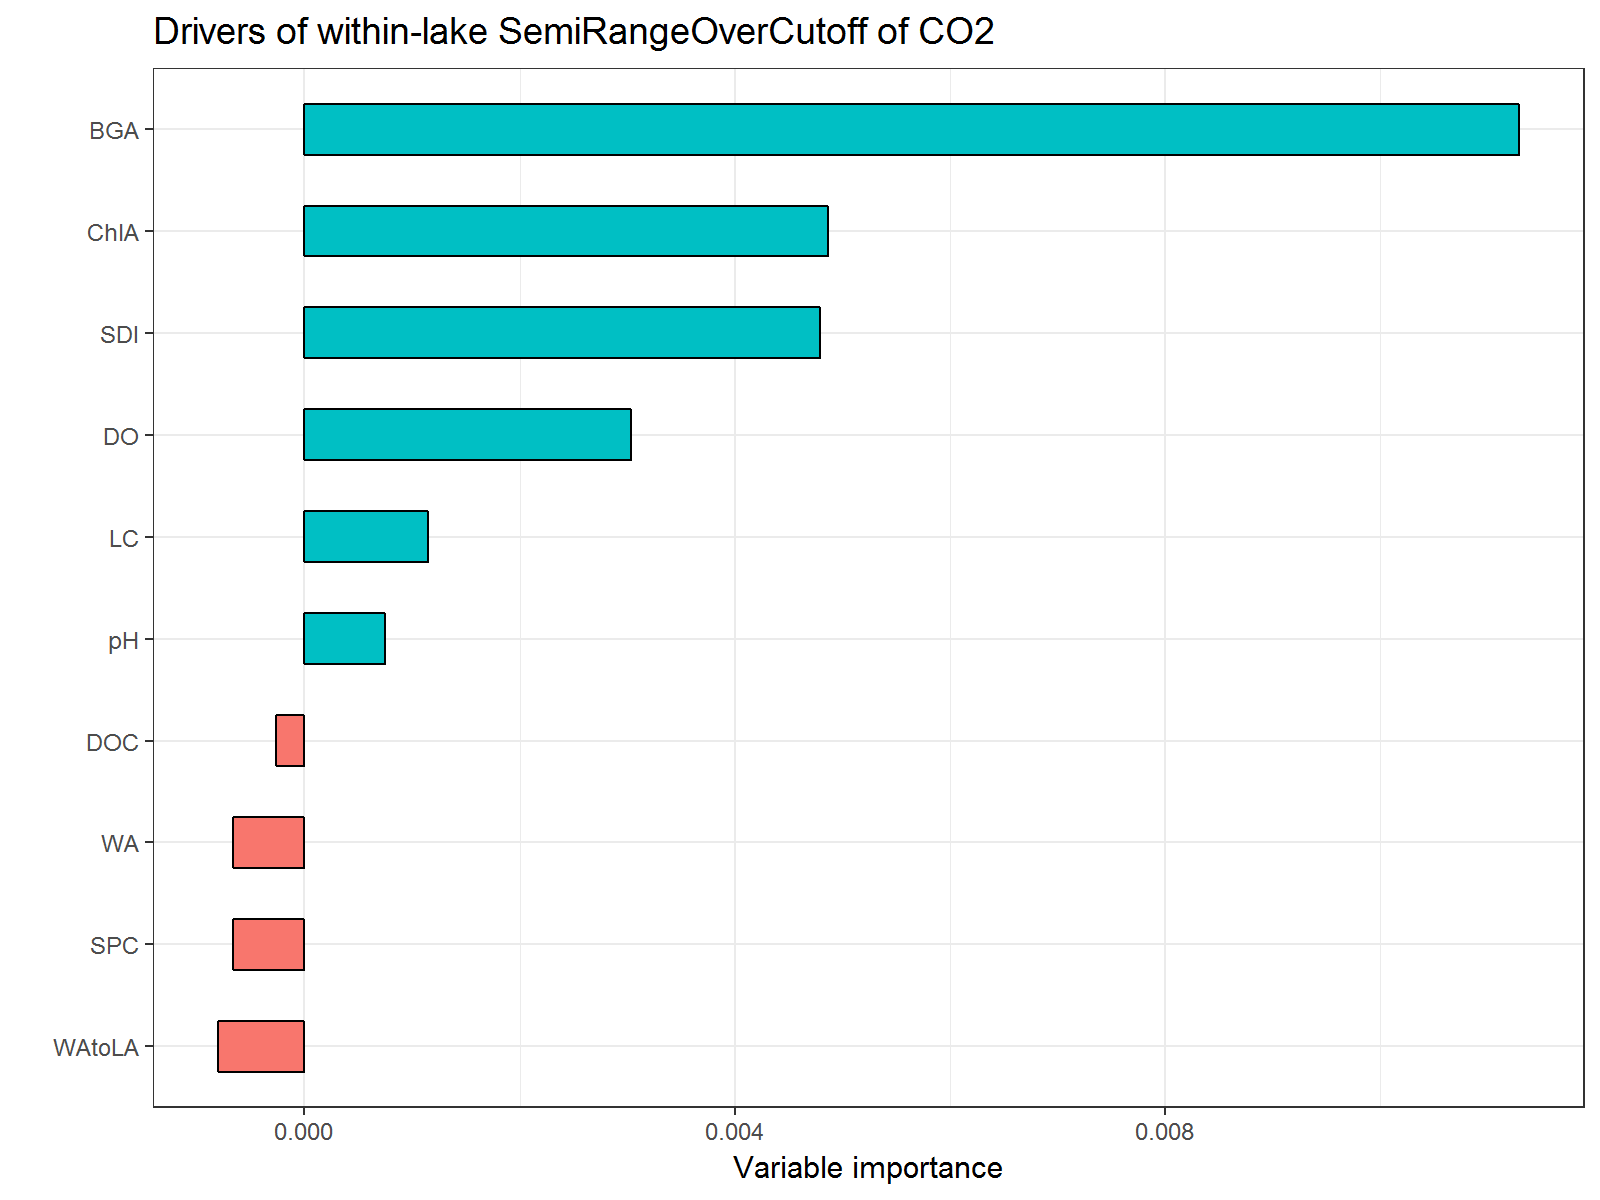 Drivers of within-lake SemiRangeOverCutoff of CO2
BGA
ChlA
SDI
DO
LC
pH
DOC
WA
SPC
WAtoLA
0.000 0.004 0.008
Variable importance